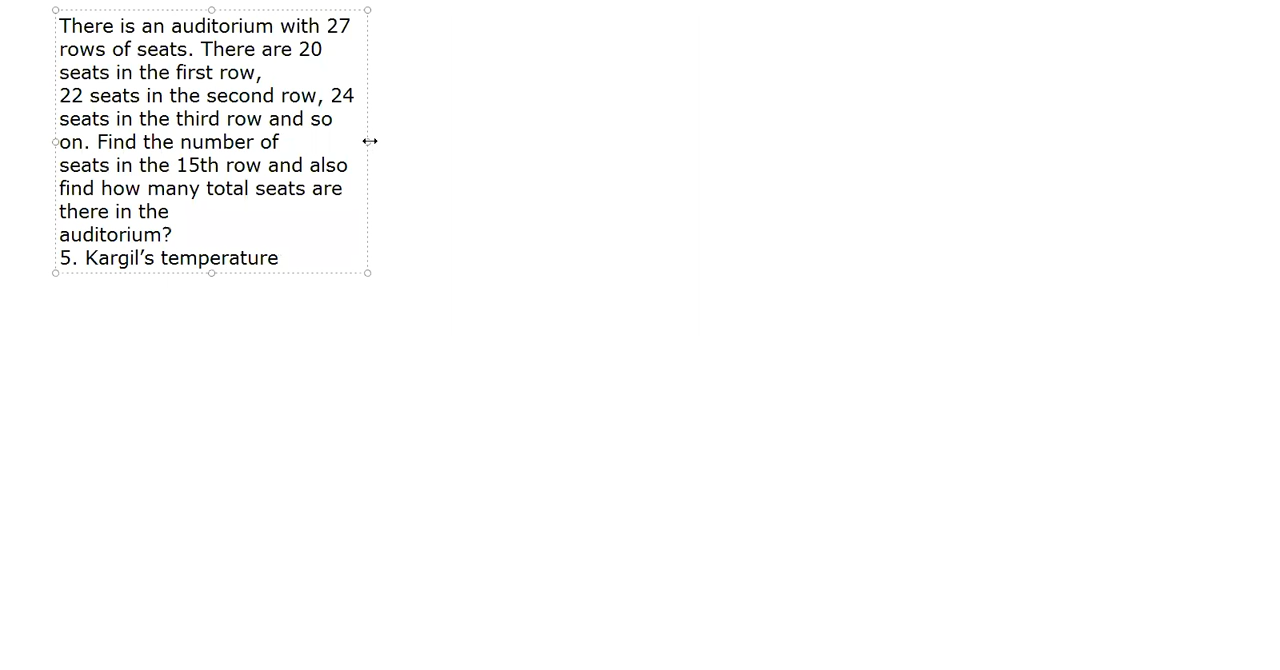 There is an auditorium with 27
rows of seats. There are 20
seats in the first row,
22 seats in the second row, 24
seats in the third row and so
on. Find the number of
seats in the 15th row and also
find how many total seats are
there in the
auditorium?
5. Kargil’s temperature